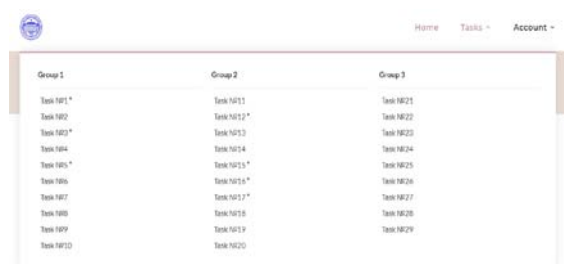 Home Tasks Account
Group 1
Task №1 *
Task №2
Task №3 *
Task №4
Task №5 *
Task №6
Task №7
Task №8
Task №9
Task №10
Group 2
Task №11
Task №12 *
Task №13
Task №14
Task №15 *
Task №16 *
Task №17 *
Task №18
Task №19
Task №20
Group 3
Task №21
Task №22
Task №23
Task №24
Task №25
Task №26
Task №27
Task №28
Task №29